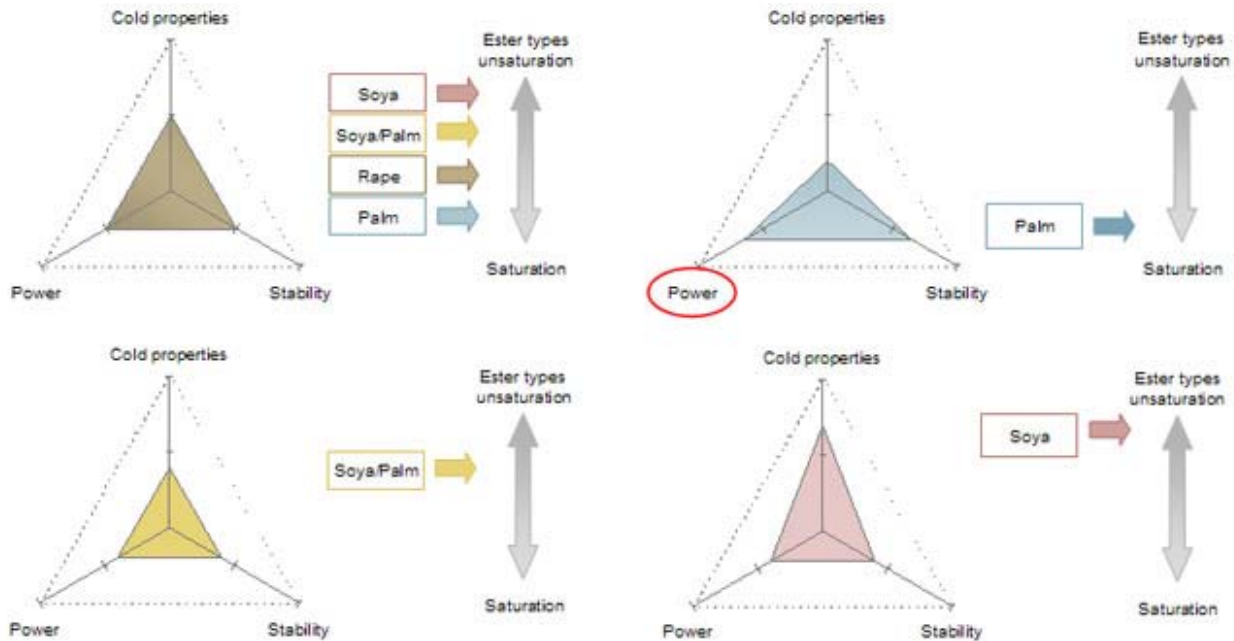 Cold properties
Ester types
unsaturation
Soya
Soya/Palm
Rape
Palm
Saturation
Power
Stability
Ester types
unsaturation
Palm
Saturation
Power
Stability
Cold properties
Ester types
unsaturation
Soya/Palm
Saturation
Power
Stability
Cold properties
Ester types
unsaturation
Soya
Saturation
Power
Stability